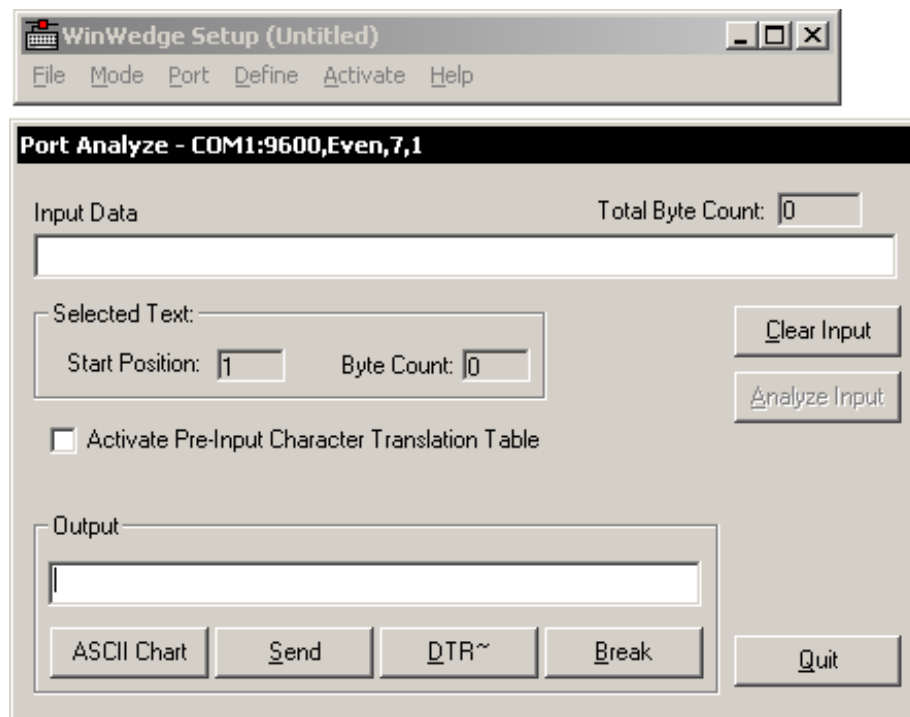 WinWedge Setup (Untitled)
File Mode Port Define Activate Help
Port Analyze - COM1:9600,Even,7,1
Input Data Total Byte Count: 0
Selected Text:
Clear Input
Start Position: 1 Byte Count: 0
Analyze Input
Activate Pre-Input Character Translation Table
Output
ASCII Chart Send DTR~ Break Quit